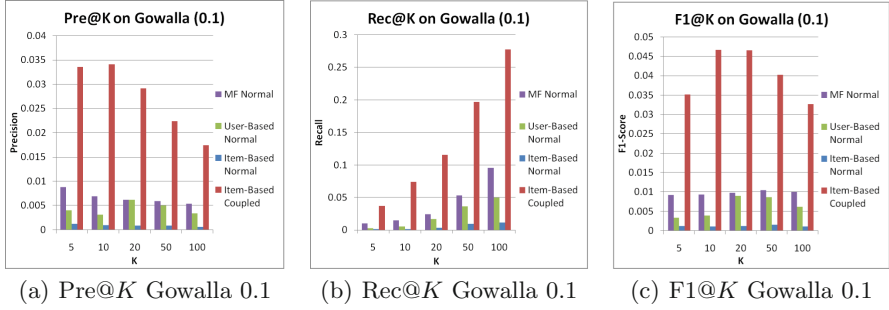 Pre@K on Gowalla (0.1)
0.04
0.035
0.03
0.025
0.02
0.015
0.01
0.005
0
Precision
5 10 20 50 100
K
MF Normal
User-Based
Normal
Item-Based
Normal
Item-Based
Coupled
(a) Pre@K Gowalla 0.1
Rec@K on Gowalla (0.1)
0.3
0.25
0.2
0.15
0.1
0.05
0
Recall
5 10 20 50 100
K
MF Normal
User-Based
Normal
Item-Based
Normal
Item-Based
Coupled
(b) Rec@K Gowalla 0.1
F1@K on Gowalla (0.1)
0.05
0.045
0.04
0.035
0.03
0.025
0.02
0.015
0.01
0.005
0
F1-Score
5 10 20 50 100
K
MF Normal
User-Based
Normal
Item-Based
Normal
Item-Based
Coupled
(c) F1@K Gowalla 0.1